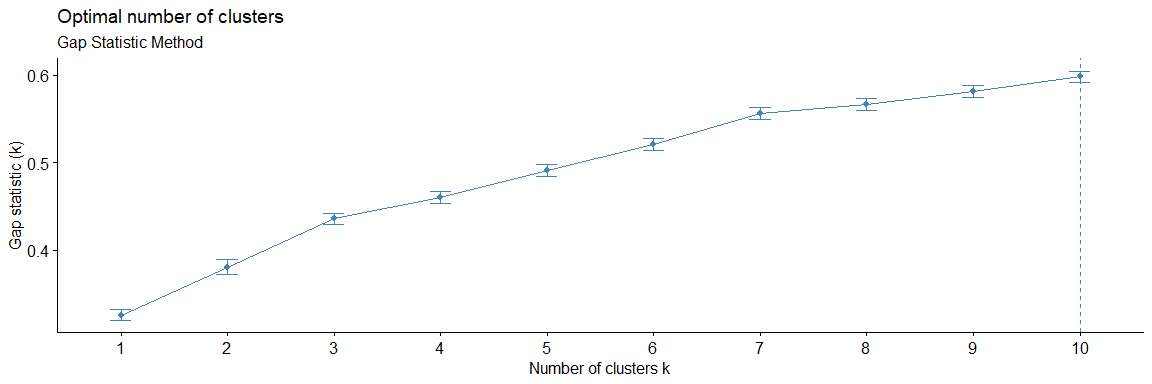 Optimal number of clusters
Gap Statistic Method
Gap statistic (k)
0.6
0.5
0.4
1 2 3 4 5 6 7 8 9 10
Number of clusters k